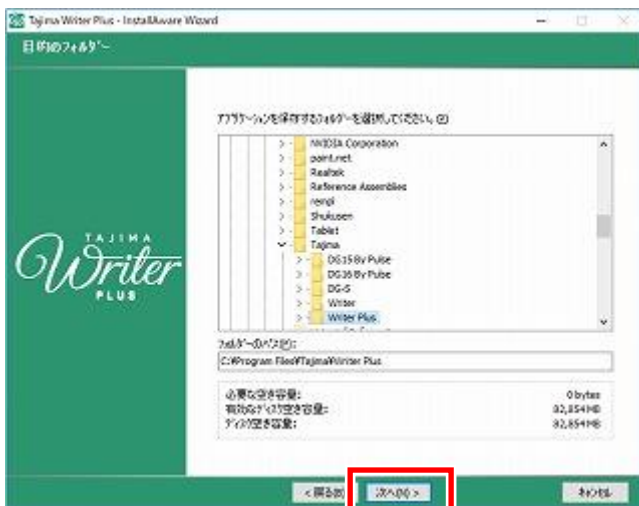 Tajima Writer Plus - InstallAware Wizard
目的のフォルダー
アプリケーションを保存するフォルダーを選択してください。(E)
NVIDIA Corporation
paint.net
Realtek
Reference Assemblies
rempl
Shukusen
Tablet
Tajima
DG15 By Pulse
DG16 By Pulse
DG-S
Writer
Writer Plus
TAJIMA
Writer
PLUS
フォルダーのパス(P):
C:¥Program Files¥Tajima¥Writer Plus
必要な空き容量: 0 bytes
有効なディスク空き容量: 82,854 MB
ディスク空き容量: 82,854 MB
< 戻る(B) 次へ(N) > キャンセル